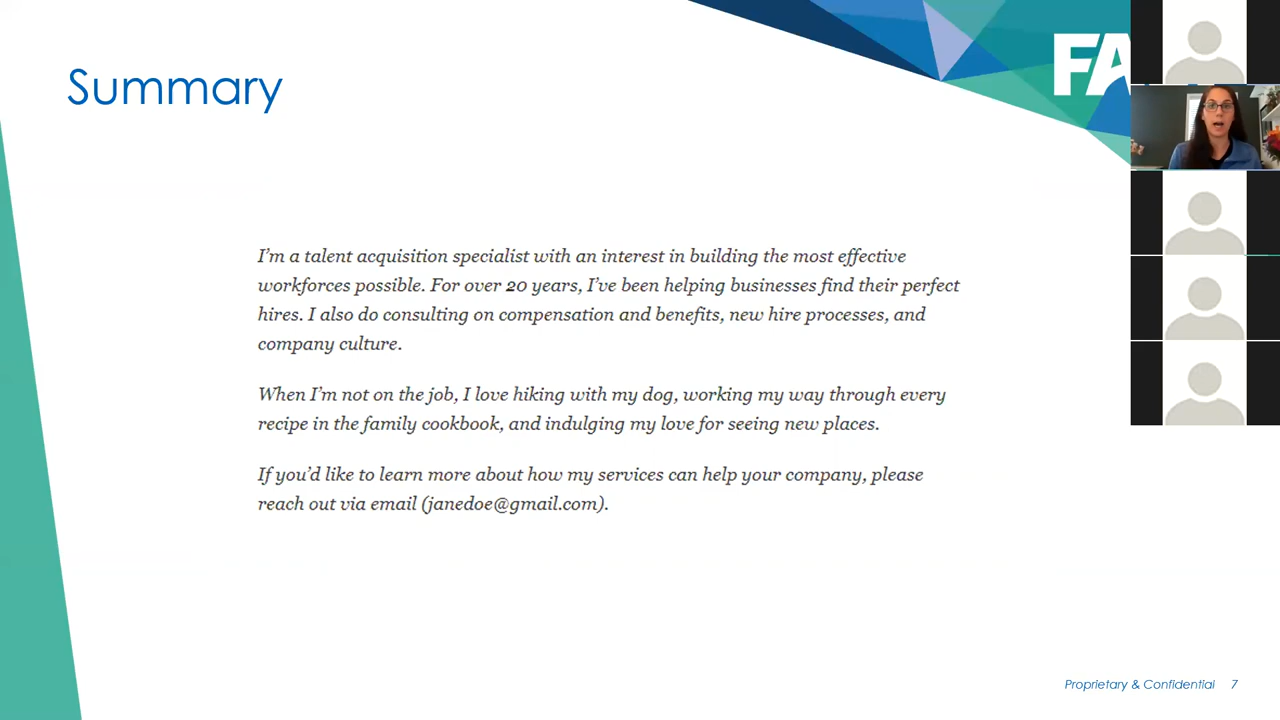 Summary
FA
I'm a talent acquisition specialist with an interest in building the most effective
workforces possible. For over 20 years, I've been helping businesses find their perfect
hires. I also do consulting on compensation and benefits, new hire processes, and
company culture.
When I'm not on the job, I love hiking with my dog, working my way through every
recipe in the family cookbook, and indulging my love for seeing new places.
If you'd like to learn more about how my services can help your company, please
reach out via email (janedoe@gmail.com).
Proprietary & Confidential 7